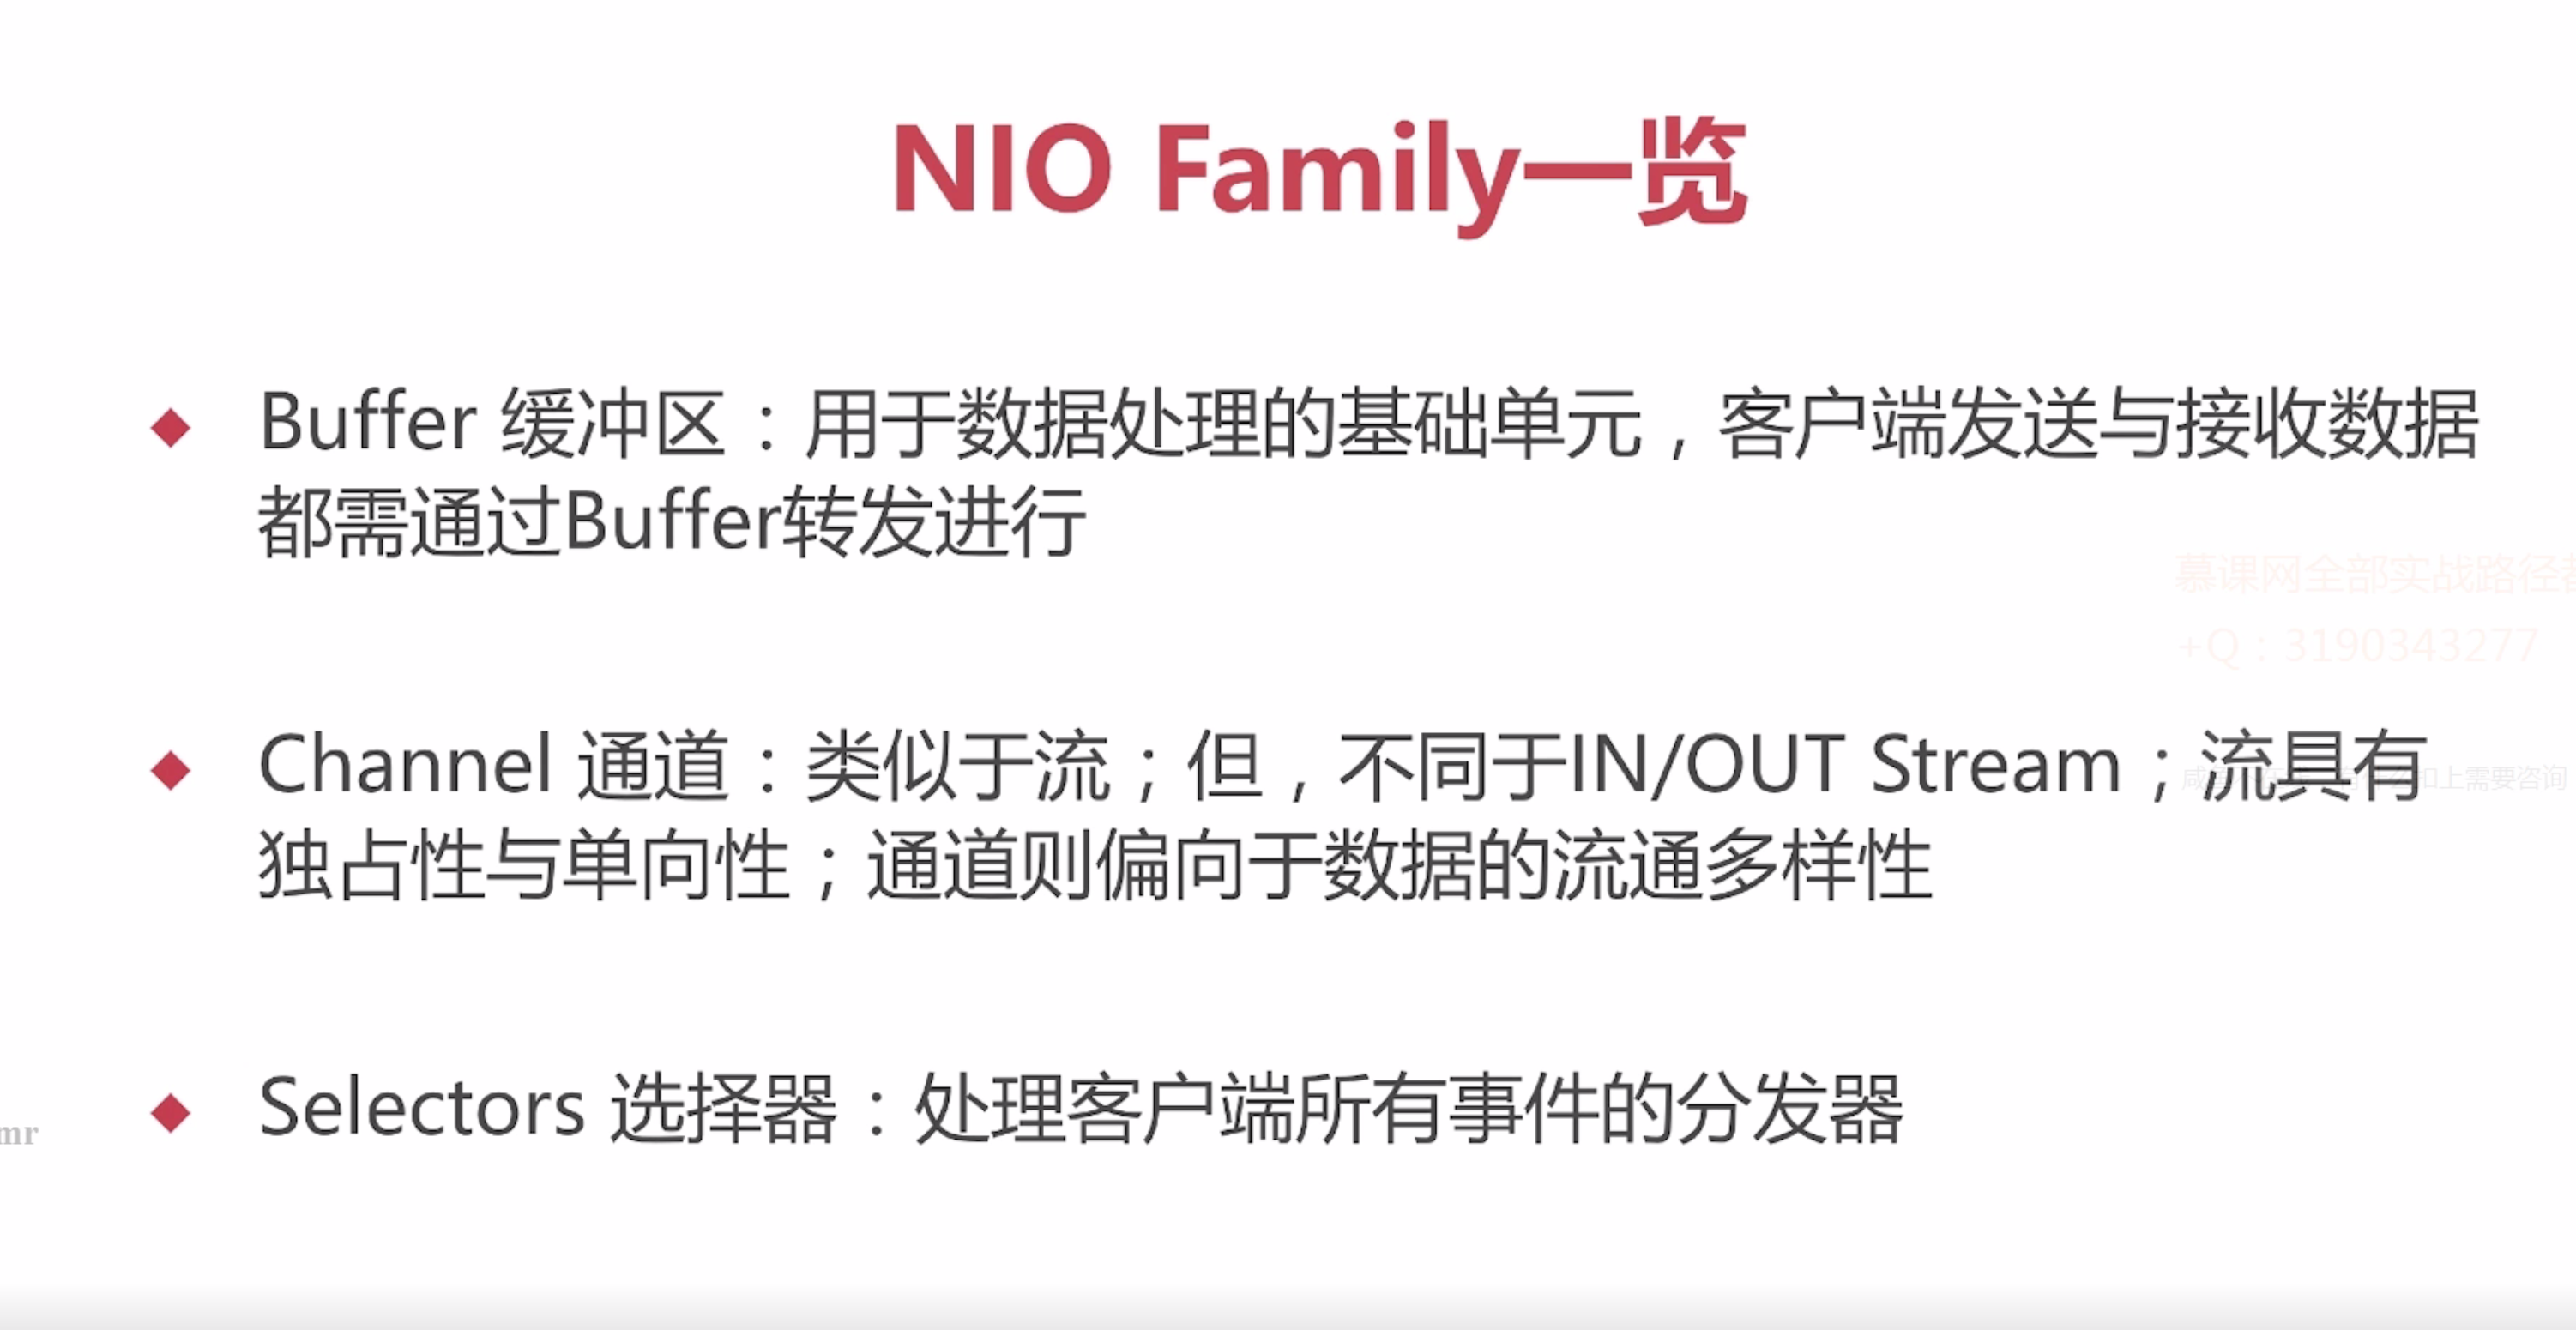 NIO Family一览
Buffer 缓冲区：用于数据处理的基础单元，客户端发送与接收数据
都需通过Buffer转发进行
慕课网全部实战路径都
+Q：3190343277
Channel 通道：类似于流；但，不同于IN/OUT Stream；流具有
扣上需要咨询
独占性与单向性；通道则偏向于数据的流通多样性
Selectors 选择器：处理客户端所有事件的分发器
mr